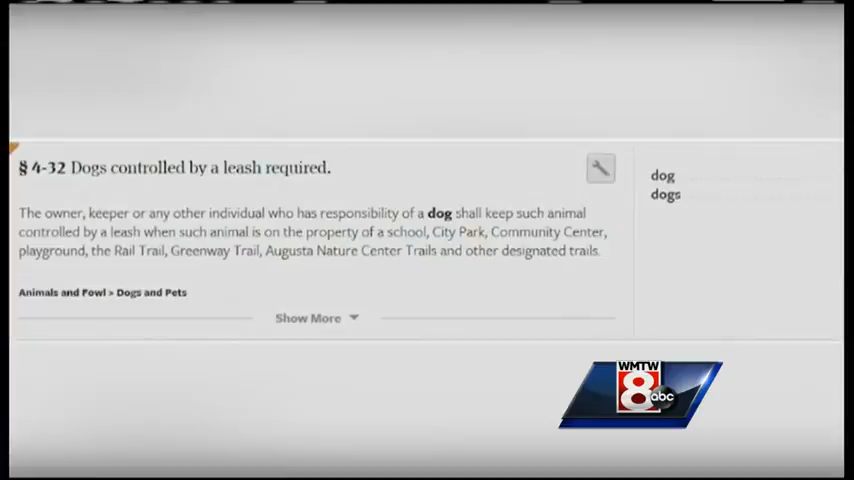 § 4-32 Dogs controlled by a leash required.
The owner, keeper or any other individual who has responsibility of a dog shall keep such animal
controlled by a leash when such animal is on the property of a school, City Park, Community Center,
playground, the Rail Trail, Greenway Trail, Augusta Nature Center Trails and other designated trails.
Animals and Fowl > Dogs and Pets
Show More
dog
dogs
WMTW
8
abc